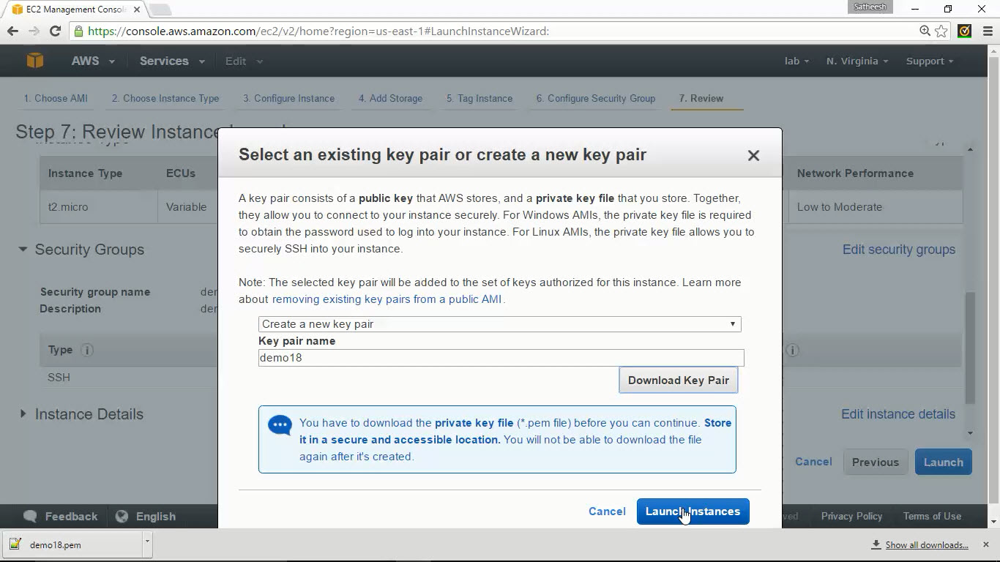 EC2 Management Consol
Satheesh
https://console.aws.amazon.com/ec2/v2/home?region=us-east-1#LaunchInstanceWizard:
AWS Services Edit lab N. Virginia Support
1. Choose AMI 2. Choose Instance Type 3. Configure Instance 4. Add Storage 5. Tag Instance 6. Configure Security Group 7. Review
Step 7: Review Instance
Select an existing key pair or create a new key pair
Instance Type ECUs Network Performance
t2.micro Variable Low to Moderate
A key pair consists of a public key that AWS stores, and a private key file that you store. Together,
they allow you to connect to your instance securely. For Windows AMIs, the private key file is required
to obtain the password used to log into your instance. For Linux AMIs, the private key file allows you to
securely SSH into your instance.
Security Groups Edit security groups
Note: The selected key pair will be added to the set of keys authorized for this instance. Learn more
about removing existing key pairs from a public AMI.
Security group name
Description
Create a new key pair
Key pair name
demo18
Type
SSH
Download Key Pair
Instance Details Edit instance details
You have to download the private key file (*.pem file) before you can continue. Store
it in a secure and accessible location. You will not be able to download the file
again after it's created.
Cancel Previous Launch
Cancel Launch Instances
Feedback English Privacy Policy Terms of Use
demo18.pem Show all downloads...